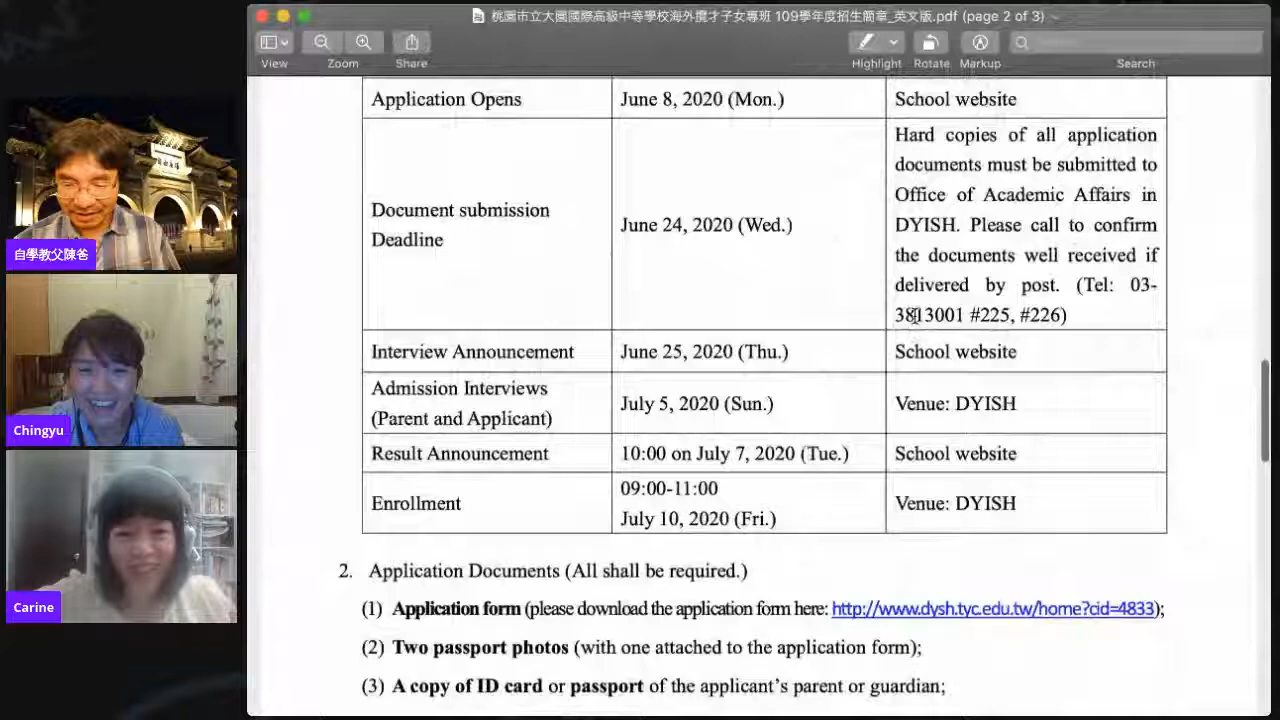 桃園市立大園國際高級中等學校海外攬才子女專班 109學年度招生簡章_英文版.pdf (page 2 of 3)
View
Zoom
Share
Highlight
Rotate
Markup
Search
Application Opens
June 8, 2020 (Mon.)
School website
Document submission
Deadline
June 24, 2020 (Wed.)
Hard copies of all application
documents must be submitted to
Office of Academic Affairs in
DYISH. Please call to confirm
the documents well received if
delivered by post. (Tel: 03-
3813001 #225, #226)
Interview Announcement
June 25, 2020 (Thu.)
School website
Admission Interviews
(Parent and Applicant)
July 5, 2020 (Sun.)
Venue: DYISH
Result Announcement
10:00 on July 7, 2020 (Tue.)
School website
Enrollment
09:00-11:00
July 10, 2020 (Fri.)
Venue: DYISH
2. Application Documents (All shall be required.)
(1) Application form (please download the application form here: http://www.dysh.tyc.edu.tw/home?cid=4833);
(2) Two passport photos (with one attached to the application form);
(3) A copy of ID card or passport of the applicant's parent or guardian;
自學教父陳爸
Chingyu
Carine